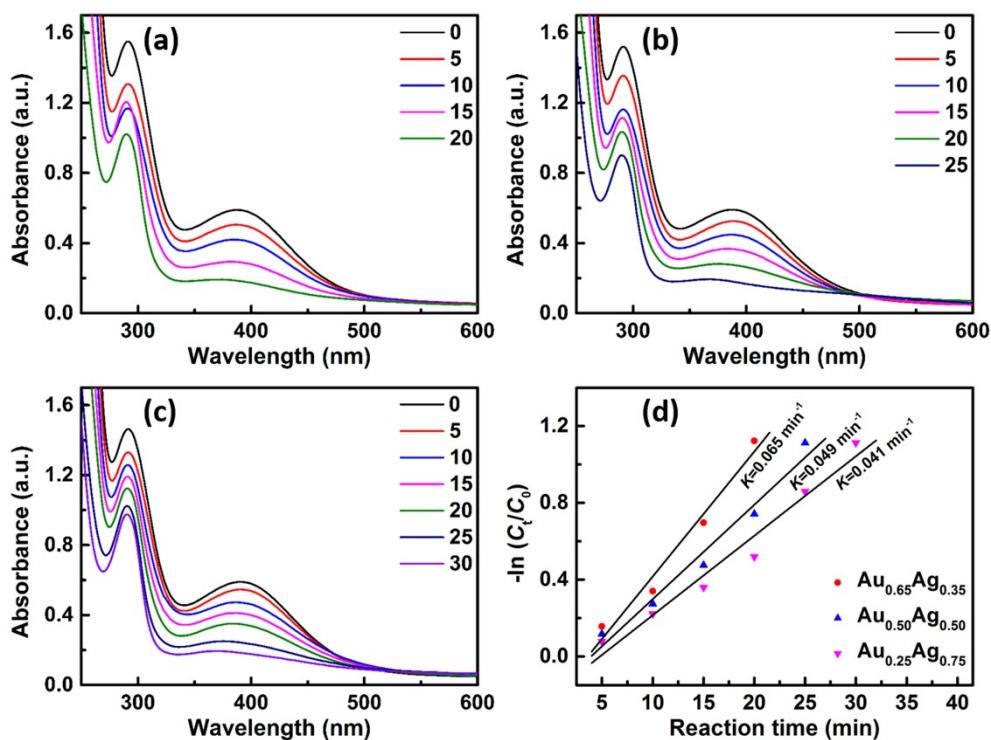 (a)
1.6
1.2
0.8
0.4
0.0
Absorbance (a.u.)
300 400 500 600
Wavelength (nm)
0
5
10
15
20
(b)
1.6
1.2
0.8
0.4
0.0
Absorbance (a.u.)
300 400 500 600
Wavelength (nm)
0
5
10
15
20
25
(c)
1.6
1.2
0.8
0.4
0.0
Absorbance (a.u.)
300 400 500 600
Wavelength (nm)
0
5
10
15
20
25
30
(d)
1.2
0.8
0.4
0.0
-ln (Ct/C0)
5 10 15 20 25 30 35 40
Reaction time (min)
K=0.065 min-1
K=0.049 min-1
K=0.041 min-1
Au0.65Ag0.35
Au0.50Ag0.50
Au0.25Ag0.75